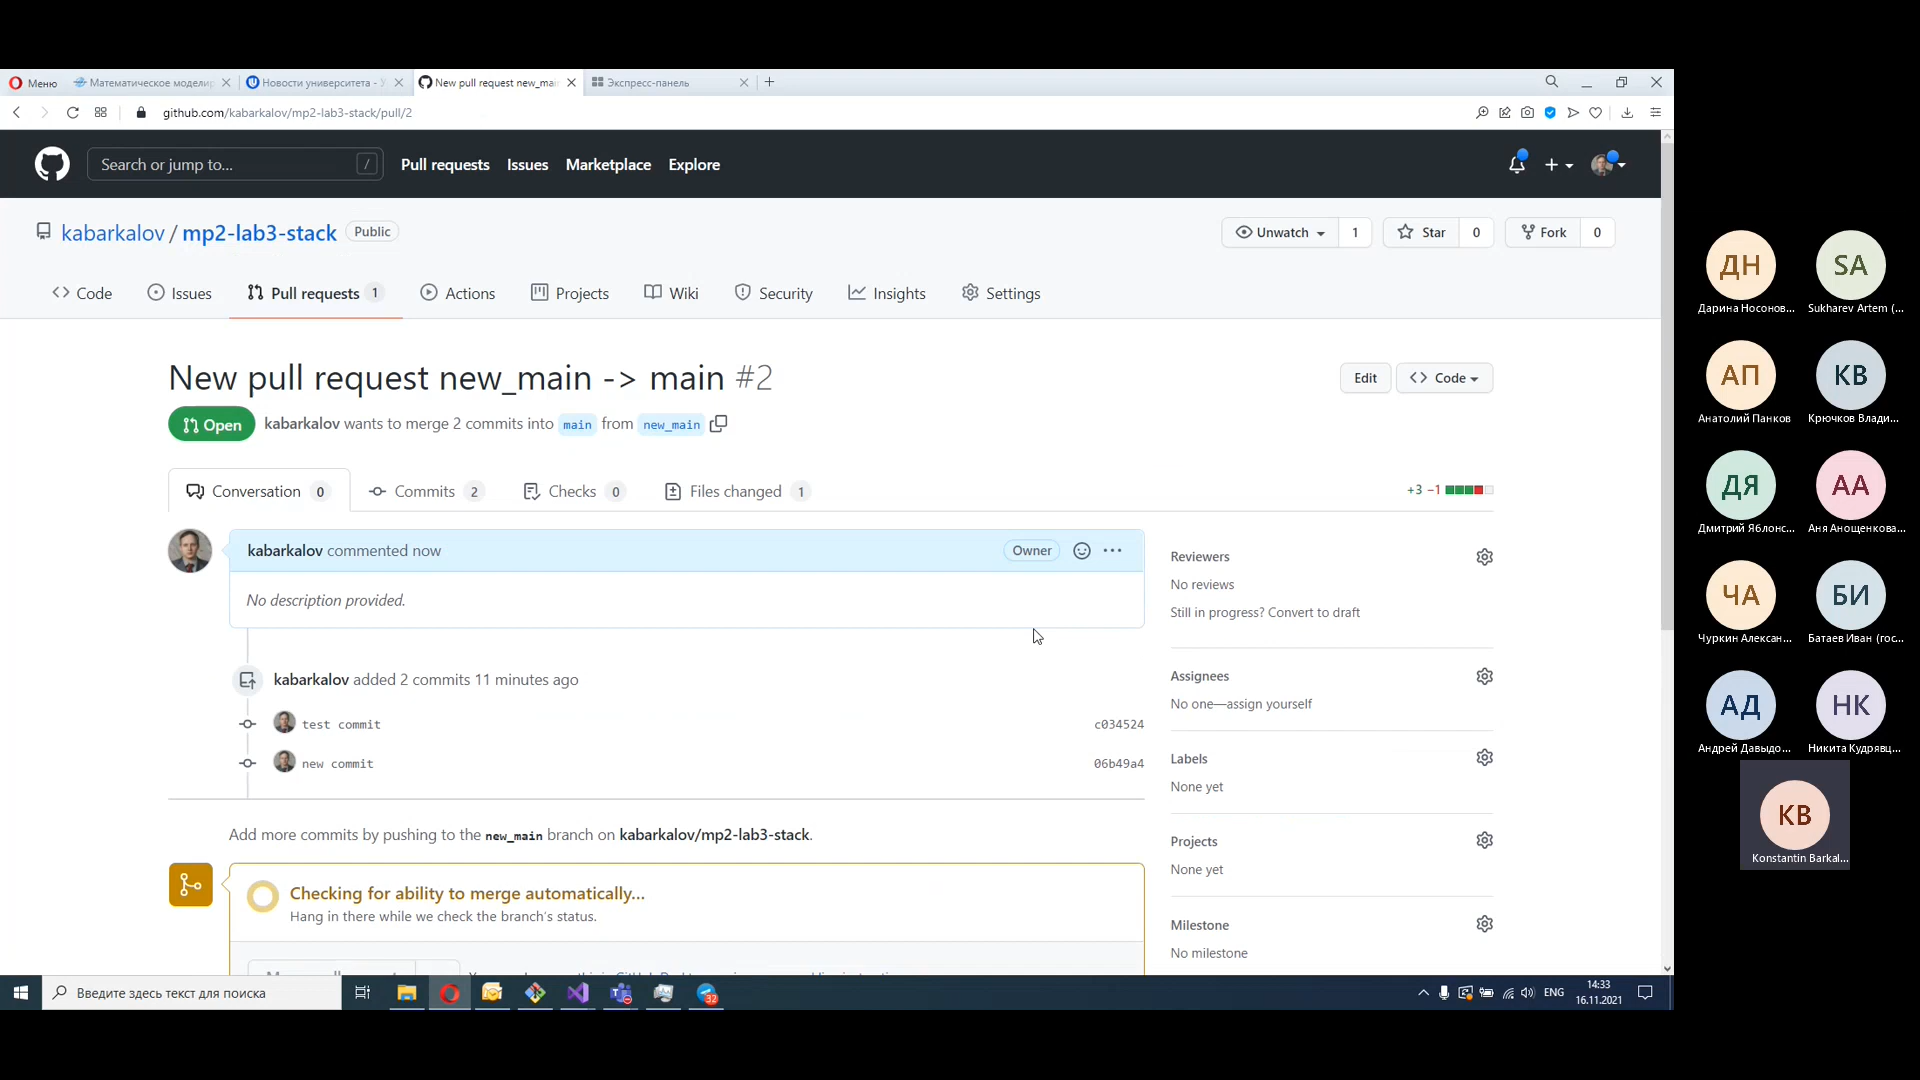 Меню
Математическое моделир
Новости университета - У
New pull request new_mai
Экспресс-панель
github.com/kabarkalov/mp2-lab3-stack/pull/2
Search or jump to...
/
Pull requests
Issues
Marketplace
Explore
kabarkalov / mp2-lab3-stack
Public
Unwatch
1
Star
0
Fork
0
Code
Issues
Pull requests
1
Actions
Projects
Wiki
Security
Insights
Settings
New pull request new_main -> main #2
Edit
Code
Open
kabarkalov wants to merge 2 commits into main from new_main
Conversation 0
Commits 2
Checks 0
Files changed 1
+3 −1
kabarkalov commented now
Owner
No description provided.
kabarkalov added 2 commits 11 minutes ago
test commit
c034524
new commit
06b49a4
Add more commits by pushing to the new_main branch on kabarkalov/mp2-lab3-stack.
Checking for ability to merge automatically...
Hang in there while we check the branch's status.
Reviewers
No reviews
Still in progress? Convert to draft
Assignees
No one—assign yourself
Labels
None yet
Projects
None yet
Milestone
No milestone
Введите здесь текст для поиска
32
ENG
14:33
16.11.2021
ДН
Дарина Носонов...
SA
Sukharev Artem (...
АП
Анатолий Панков
КВ
Крючков Влади...
ДЯ
Дмитрий Яблонс...
АА
Аня Анощенкова...
ЧА
Чуркин Алексан...
БИ
Батаев Иван (гос...
АД
Андрей Давыдо...
НК
Никита Кудрявц...
KB
Konstantin Barkal...